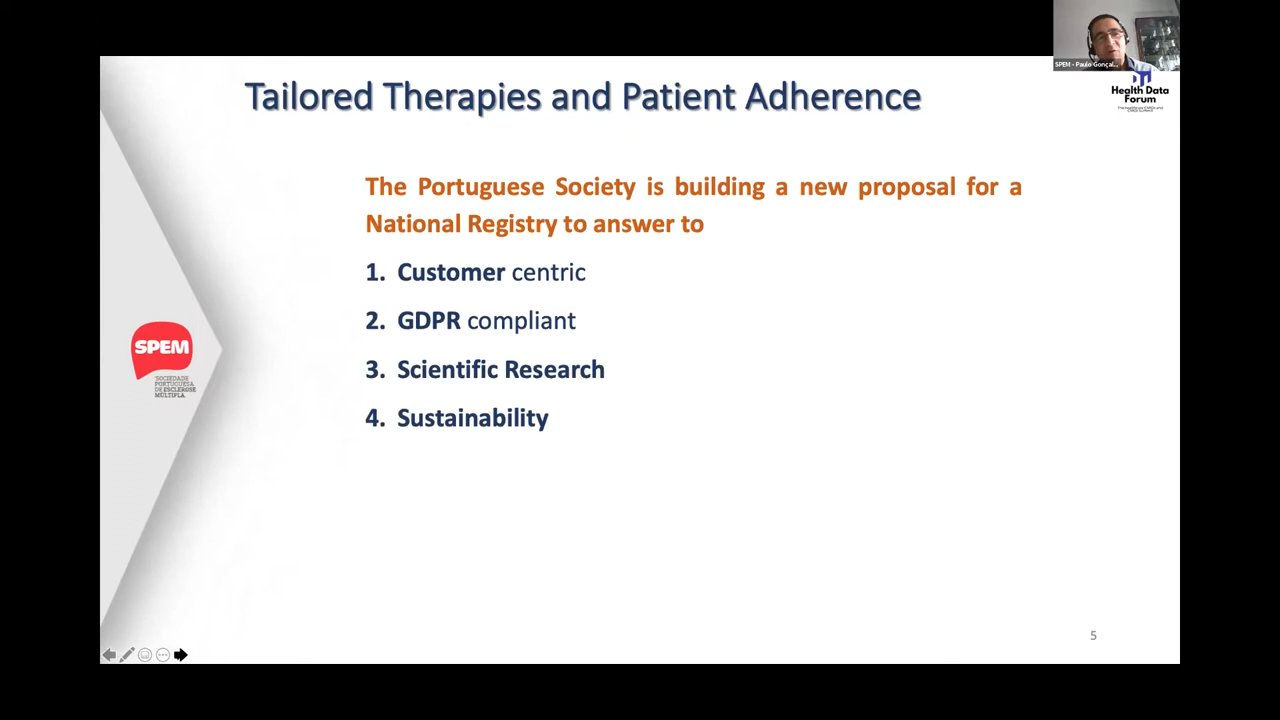 SPEM - Paulo Gonçal...
Health Data
Forum
Tailored Therapies and Patient Adherence
The Portuguese Society is building a new proposal for a
National Registry to answer to
1. Customer centric
2. GDPR compliant
3. Scientific Research
4. Sustainability
SPEM
SOCIEDADE
PORTUGUESA
DE ESCLEROSE
MÚLTIPLA
5